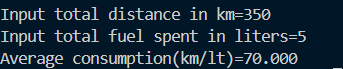 Input total distance in km=350
Input total fuel spent in liters=5
Average consumption(km/lt)=70.000